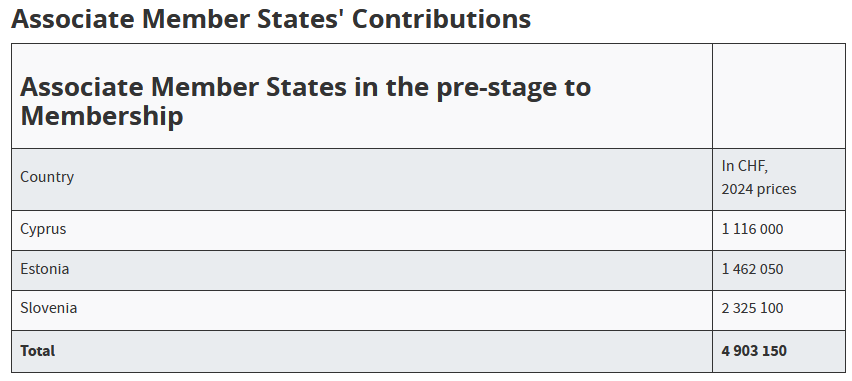 Associate Member States' Contributions
Associate Member States in the pre-stage to
Membership
Country
In CHF,
2024 prices
Cyprus
1 116 000
Estonia
1 462 050
Slovenia
2 325 100
Total
4 903 150